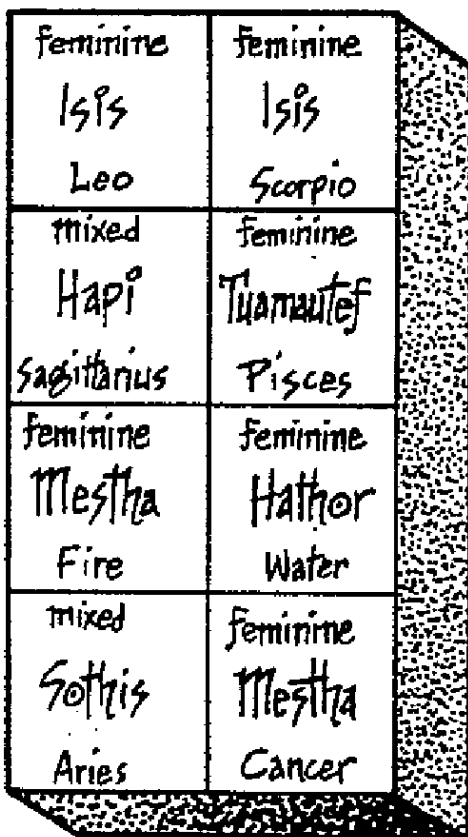 feminine
Isis
Leo
feminine
Isis
Scorpio
mixed
Hapi
Sagittarius
feminine
Tuamautef
Pisces
feminine
Mestha
Fire
feminine
Hathor
Water
mixed
Sothis
Aries
feminine
Mestha
Cancer